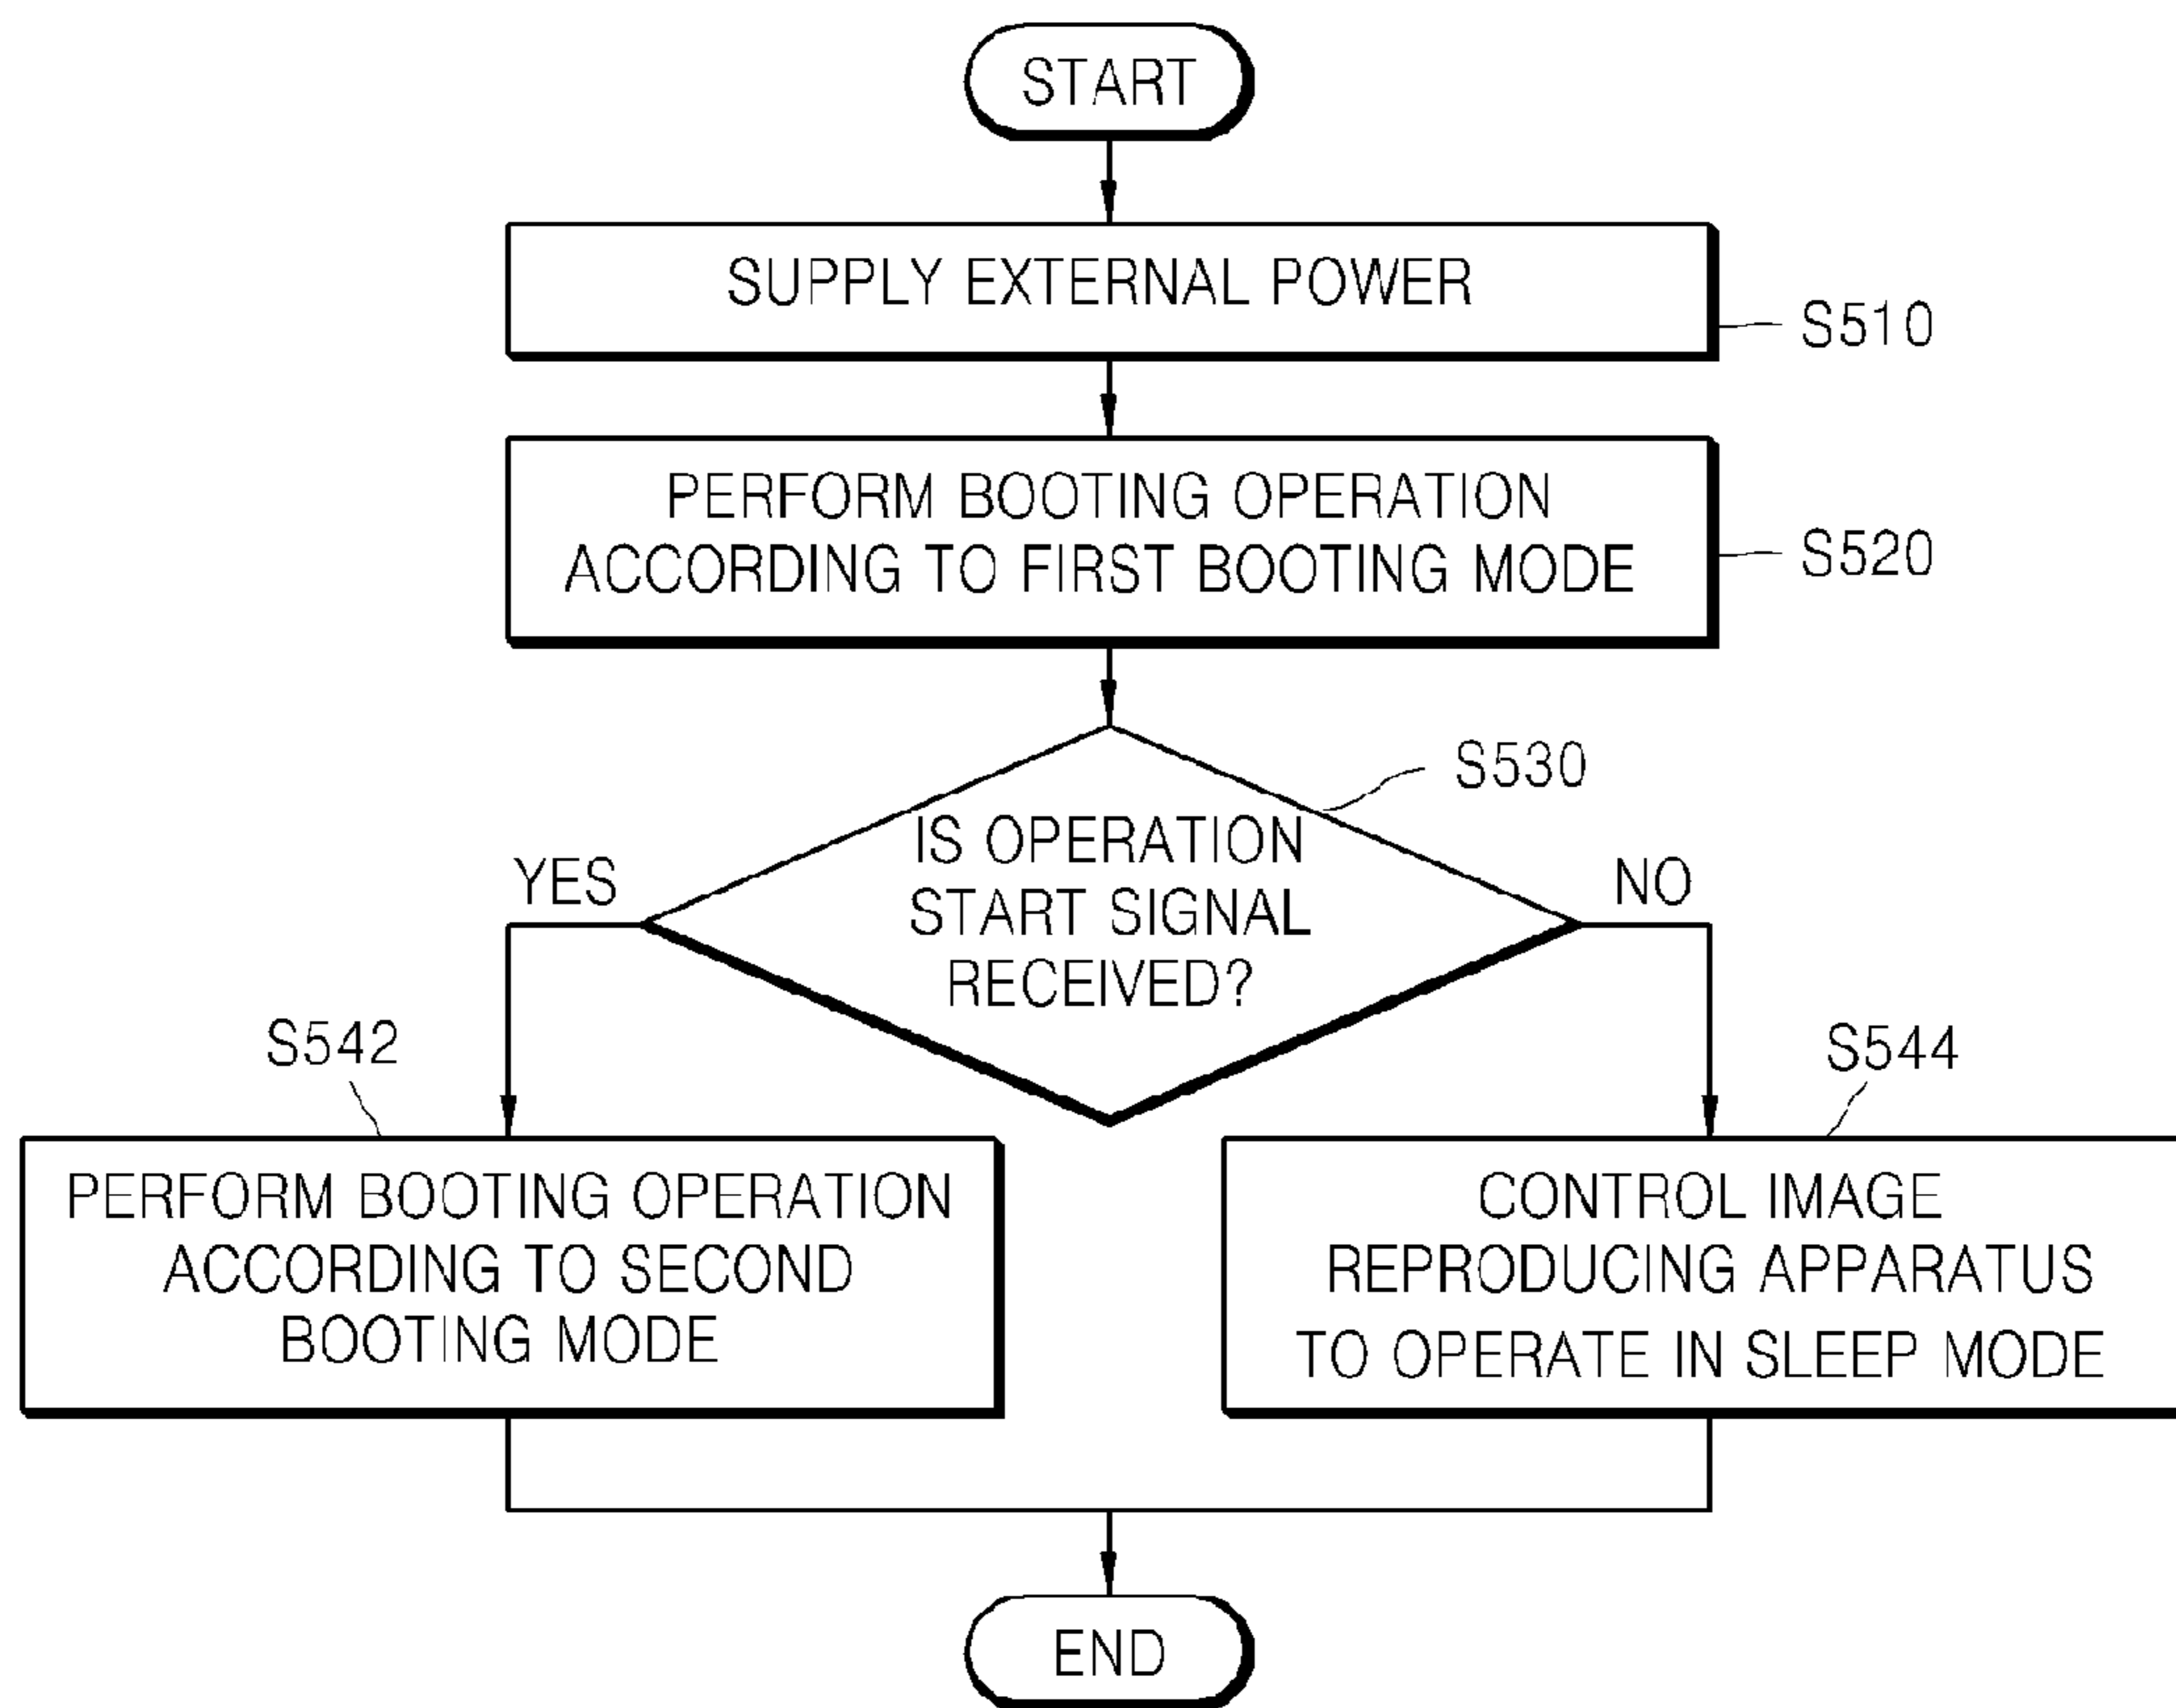 START
SUPPLY EXTERNAL POWER
S510
PERFORM BOOTING OPERATION
ACCORDING TO FIRST BOOTING MODE
S520
S530
IS OPERATION
START SIGNAL
RECEIVED?
YES
NO
S542
PERFORM BOOTING OPERATION
ACCORDING TO SECOND
BOOTING MODE
S544
CONTROL IMAGE
REPRODUCING APPARATUS
TO OPERATE IN SLEEP MODE
END